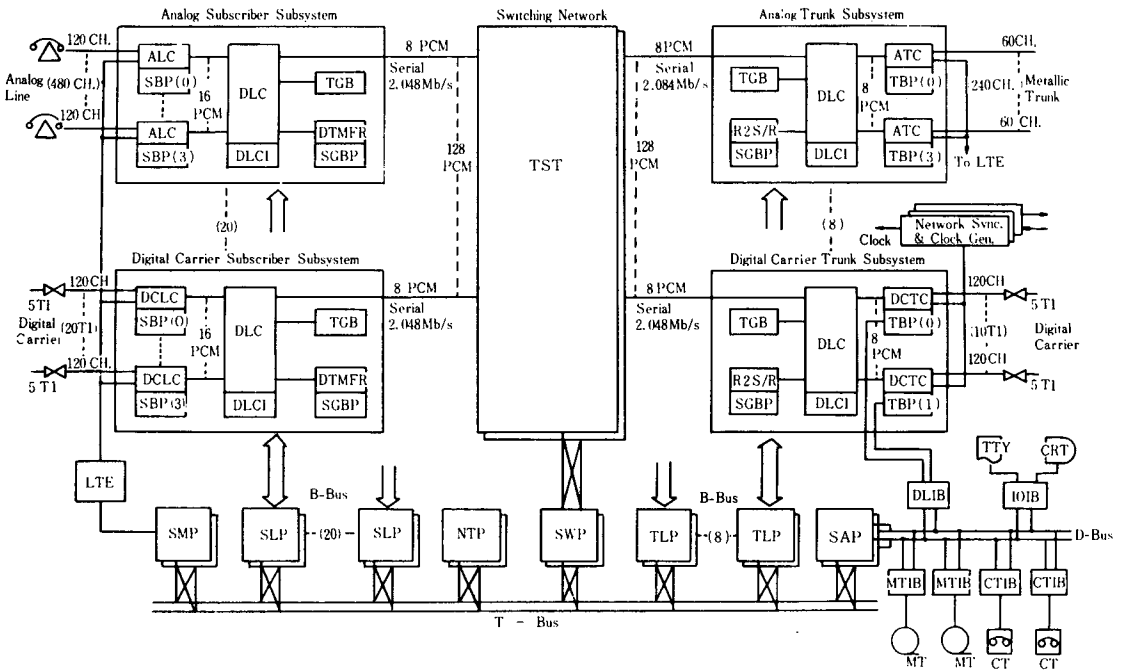 Analog Subscriber Subsystem
Switching Network
Analog Trunk Subsystem
120 CH.
ALC
SBP(0)
Analog
Line
(480 CH.)
120 CH
ALC
SBP(3)
16
PCM
DLC
DLCI
TGB
DTMFR
SGBP
8 PCM
Serial
2.048Mb/s
128
PCM
TST
8PCM
Serial
2.084Mb/s
128
PCM
TGB
R2S/R
SGBP
DLC
DLCI
8
PCM
ATC
TBP(0)
ATC
TBP(3)
60CH.
240CH.
Metallic
Trunk
60 CH.
To LTE
(20)
(8)
Clock
Network Sync.
& Clock Gen.
Digital Carrier Subscriber Subsystem
Digital Carrier Trunk Subsystem
120CH
5T1
Digital
Carrier
(20T1)
120 CH.
5 T1
DCLC
SBP(0)
DCLC
SBP(3)
16
PCM
DLC
DLCI
TGB
DTMFR
SGBP
8 PCM
Serial
2.048Mb/s
8 PCM
Serial
2.048Mb/s
TGB
R2S/R
SGBP
DLC
DLCI
8
PCM
DCTC
TBP(0)
DCTC
TBP(1)
120CH
5T1
(10T1)
Digital
Carrier
120CH
5T1
LTE
B-Bus
B-Bus
TTY
CRT
DLIB
IOIB
SMP
SLP
(20)
SLP
NTP
SWP
TLP
(8)
TLP
SAP
D-Bus
MTIB
MTIB
CTIB
CTIB
T - Bus
MT
MT
CT
CT